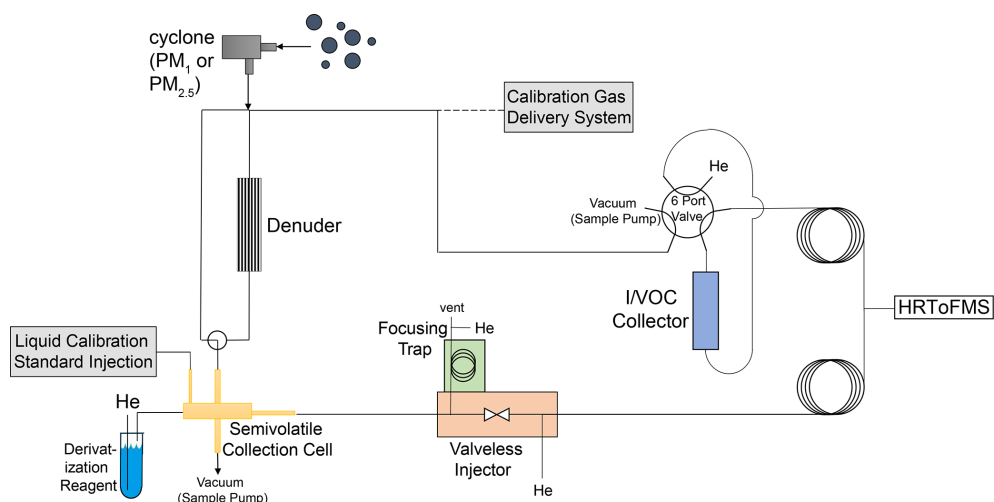 cyclone
(PM1 or
PM2.5)
Calibration Gas
Delivery System
He
Vacuum
(Sample Pump)
6 Port
Valve
Denuder
I/VOC
Collector
HRToFMS
vent
He
Focusing
Trap
Liquid Calibration
Standard Injection
He
Semivolatile
Collection Cell
Derivat-
ization
Reagent
Valveless
Injector
Vacuum
(Sample Pump)
He